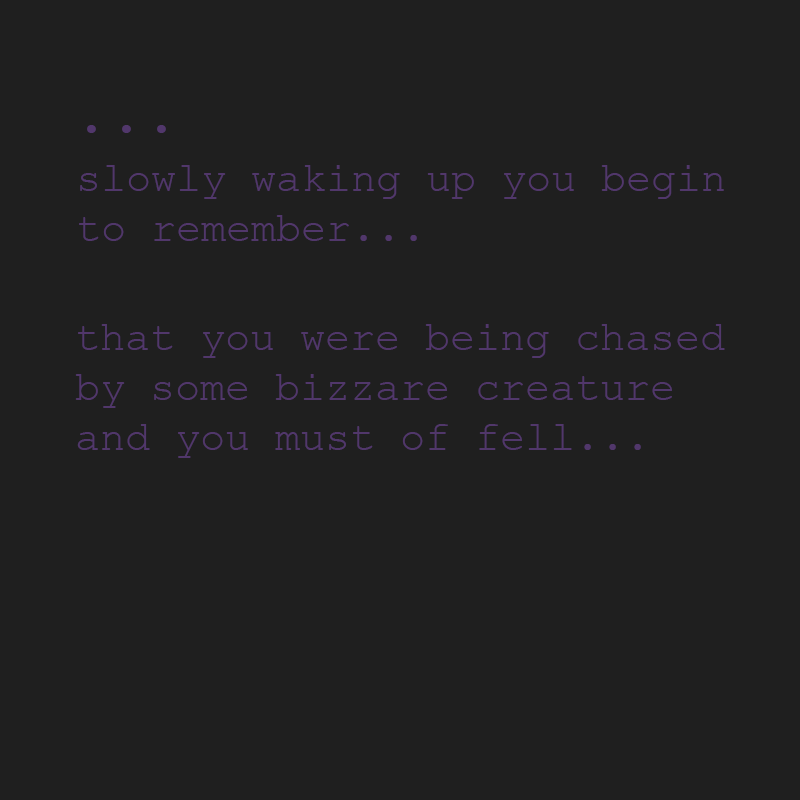 ...
slowly waking up you begin
to remember...
that you were being chased
by some bizzare creature
and you must of fell...